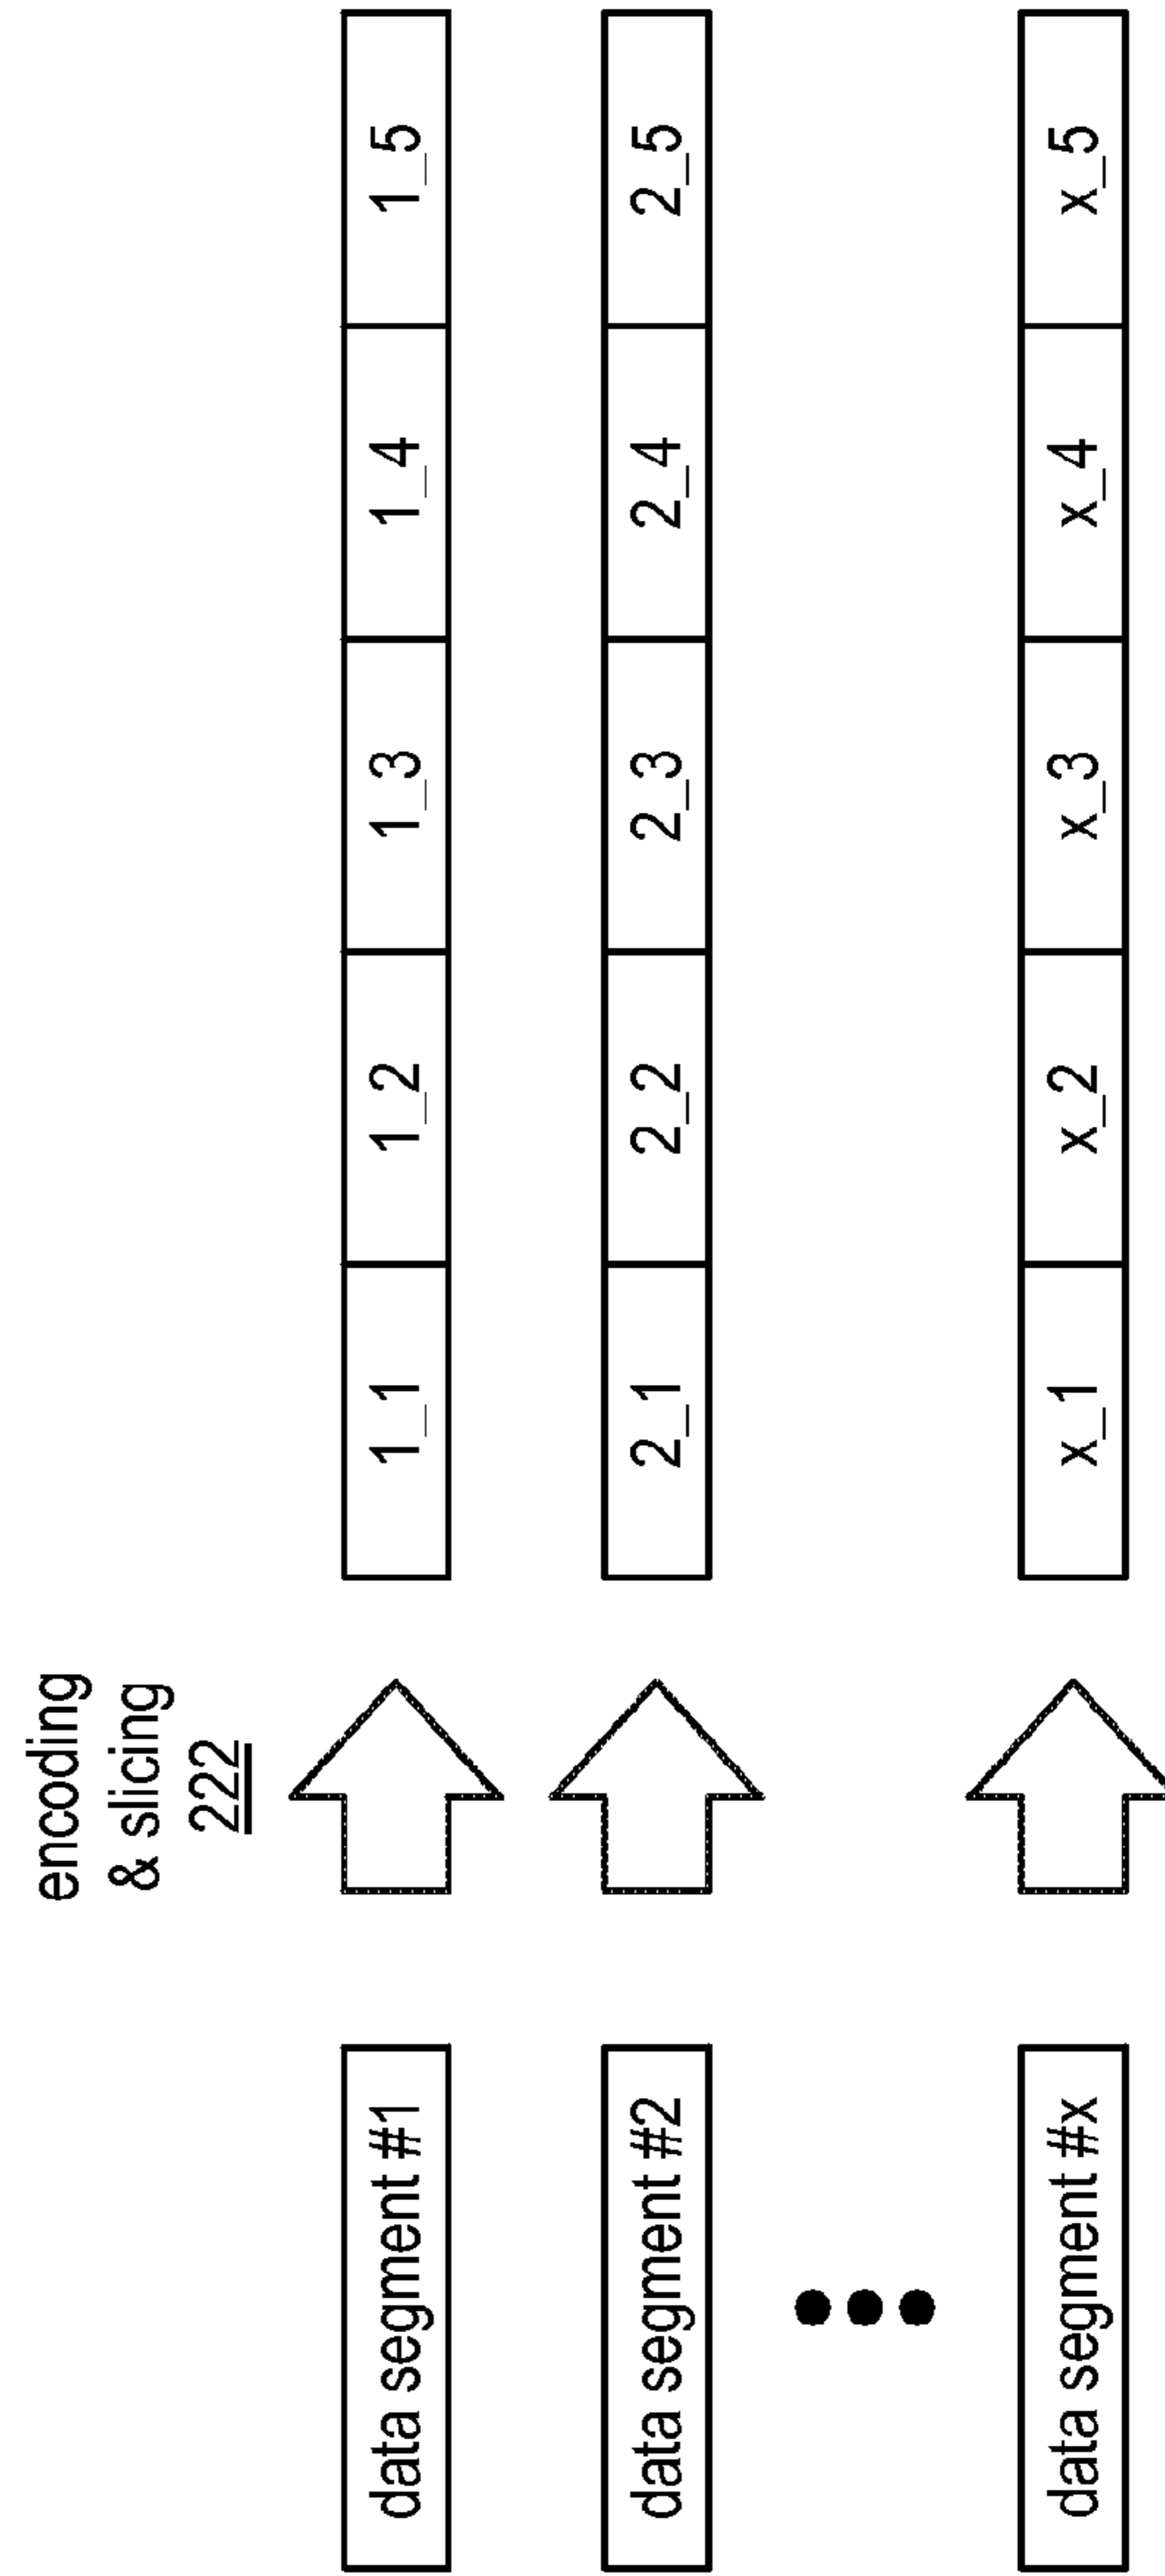 encoding
& slicing
222
data segment #1
1_1
1_2
1_3
1_4
1_5
data segment #2
2_1
2_2
2_3
2_4
2_5
data segment #x
x_1
x_2
x_3
x_4
x_5